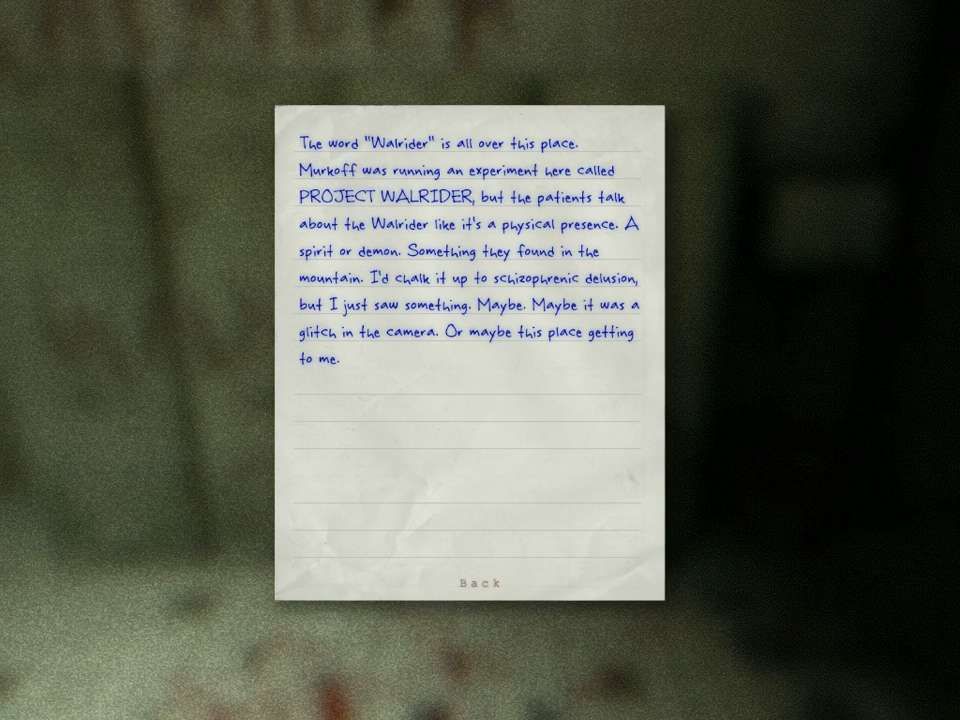 The word "Walrider" is all over this place.
Murkoff was running an experiment here called
PROJECT WALRIDER, but the patients talk
about the Walrider like it's a physical presence. A
spirit or demon. Something they found in the
mountain. I'd chalk it up to schizophrenic delusion,
but I just saw something. Maybe. Maybe it was a
glitch in the camera. Or maybe this place getting
to me.
Back